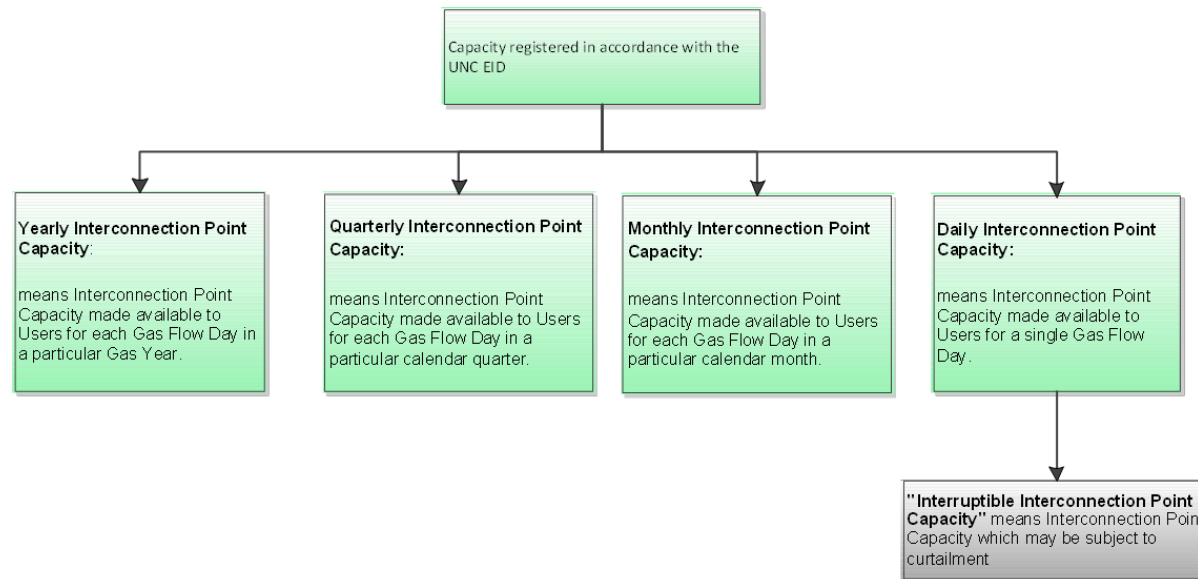 Capacity registered in accordance with the
UNC EID
Yearly Interconnection Point
Capacity:
means Interconnection Point
Capacity made available to
Users for each Gas Flow Day in
a particular Gas Year.
Quarterly Interconnection Point
Capacity:
means Interconnection Point
Capacity made available to Users
for each Gas Flow Day in a
particular calendar quarter.
Monthly Interconnection Point
Capacity:
means Interconnection Point
Capacity made available to Users
for each Gas Flow Day in a
particular calendar month.
Daily Interconnection Point
Capacity:
means Interconnection Point
Capacity made available to
Users for a single Gas Flow
Day.
"Interruptible Interconnection Point
Capacity" means Interconnection Poin
Capacity which may be subject to
curtailment